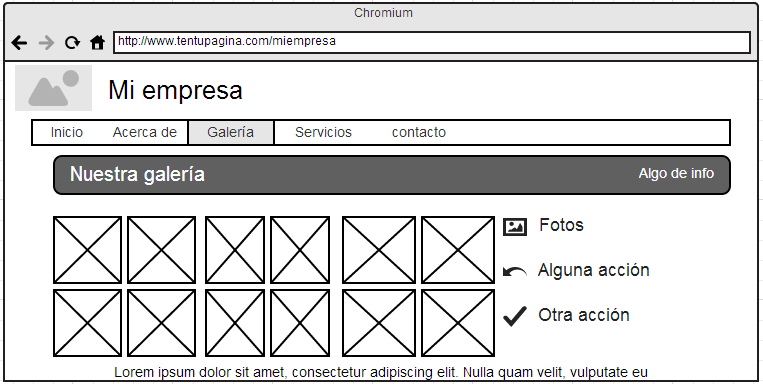 Chromium
http://www.tentupagina.com/miempresa
Mi empresa
Inicio Acerca de Galería Servicios contacto
Nuestra galería Algo de info
Fotos
Alguna acción
Otra acción
Lorem ipsum dolor sit amet, consectetur adipiscing elit. Nulla quam velit, vulputate eu